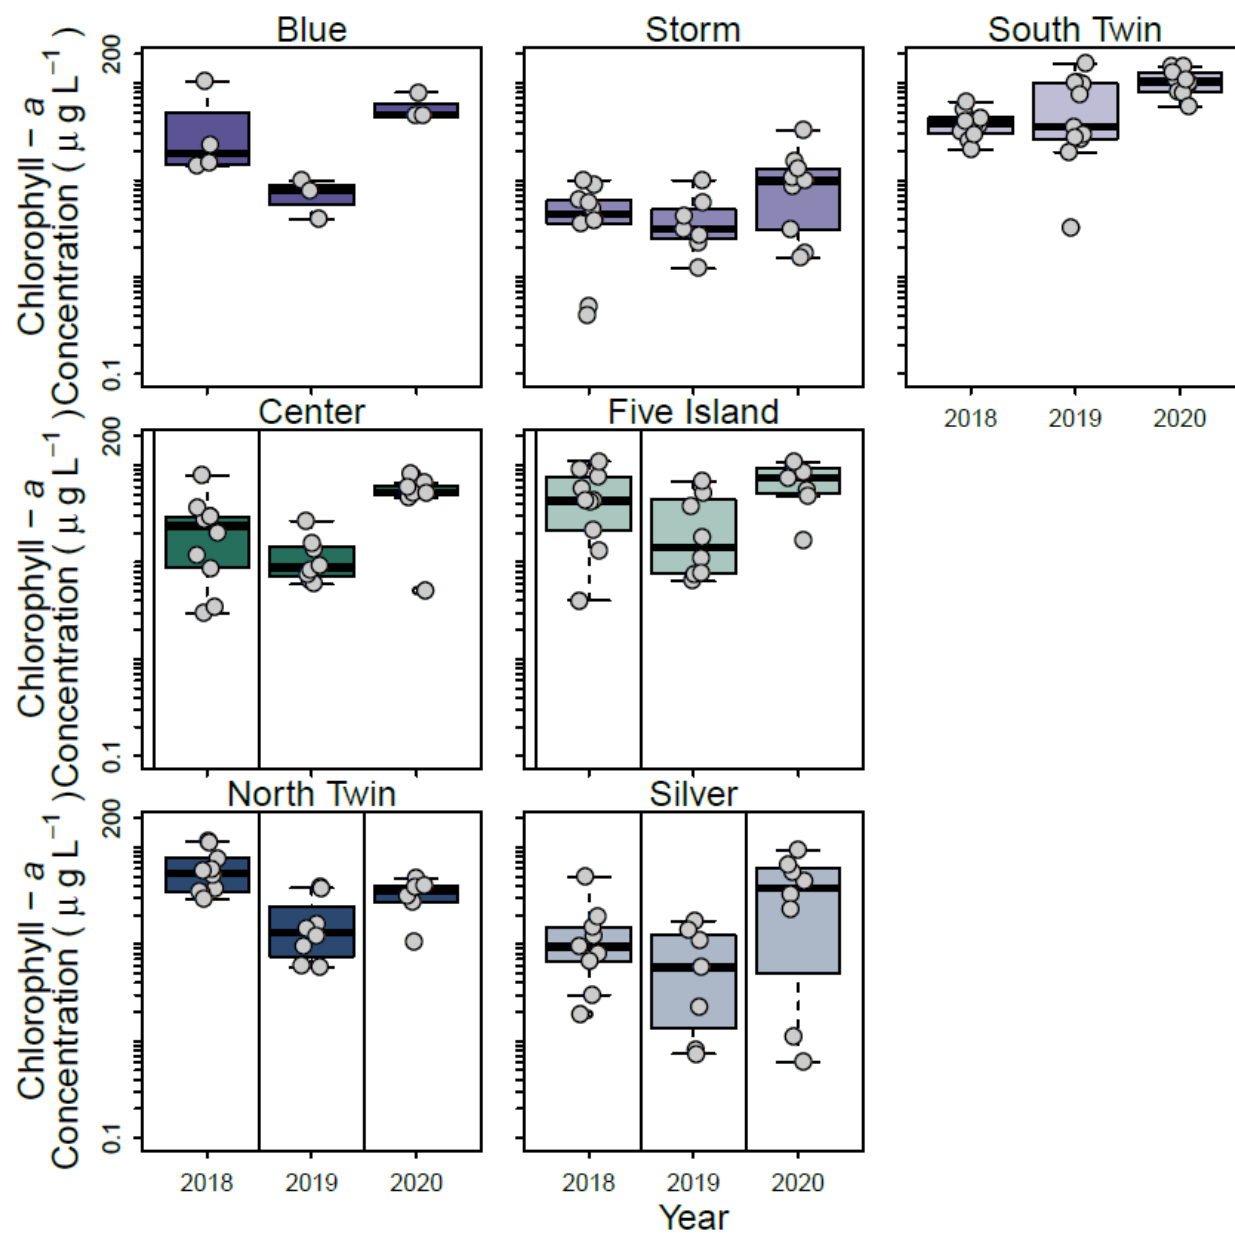 Blue
Storm
South Twin
Chlorophyll − a
Concentration ( μ g L−1 )
200
0.1
2018
2019
2020
Center
Five Island
Chlorophyll − a
Concentration ( μ g L−1 )
200
0.1
North Twin
Silver
Chlorophyll − a
Concentration ( μ g L−1 )
200
0.1
2018
2019
2020
2018
2019
2020
Year